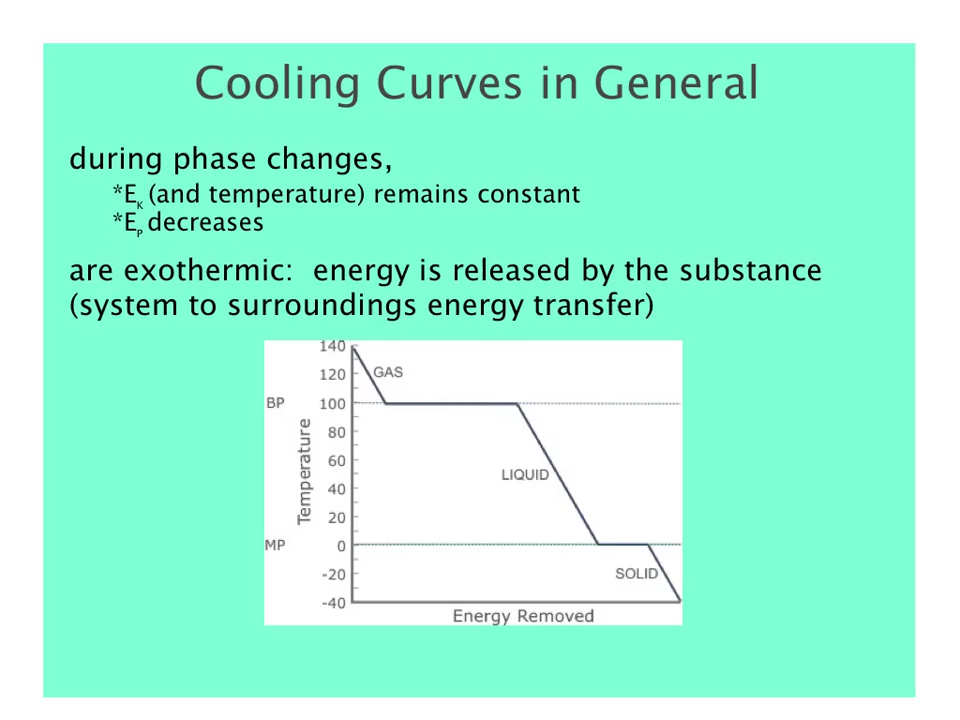 Cooling Curves in General
during phase changes,
*EK (and temperature) remains constant
*EP decreases
are exothermic:  energy is released by the substance
(system to surroundings energy transfer)
140
GAS
120
BP
100
80
60
LIQUID
40
20
MP
0
SOLID
-20
-40
Temperature
Energy Removed